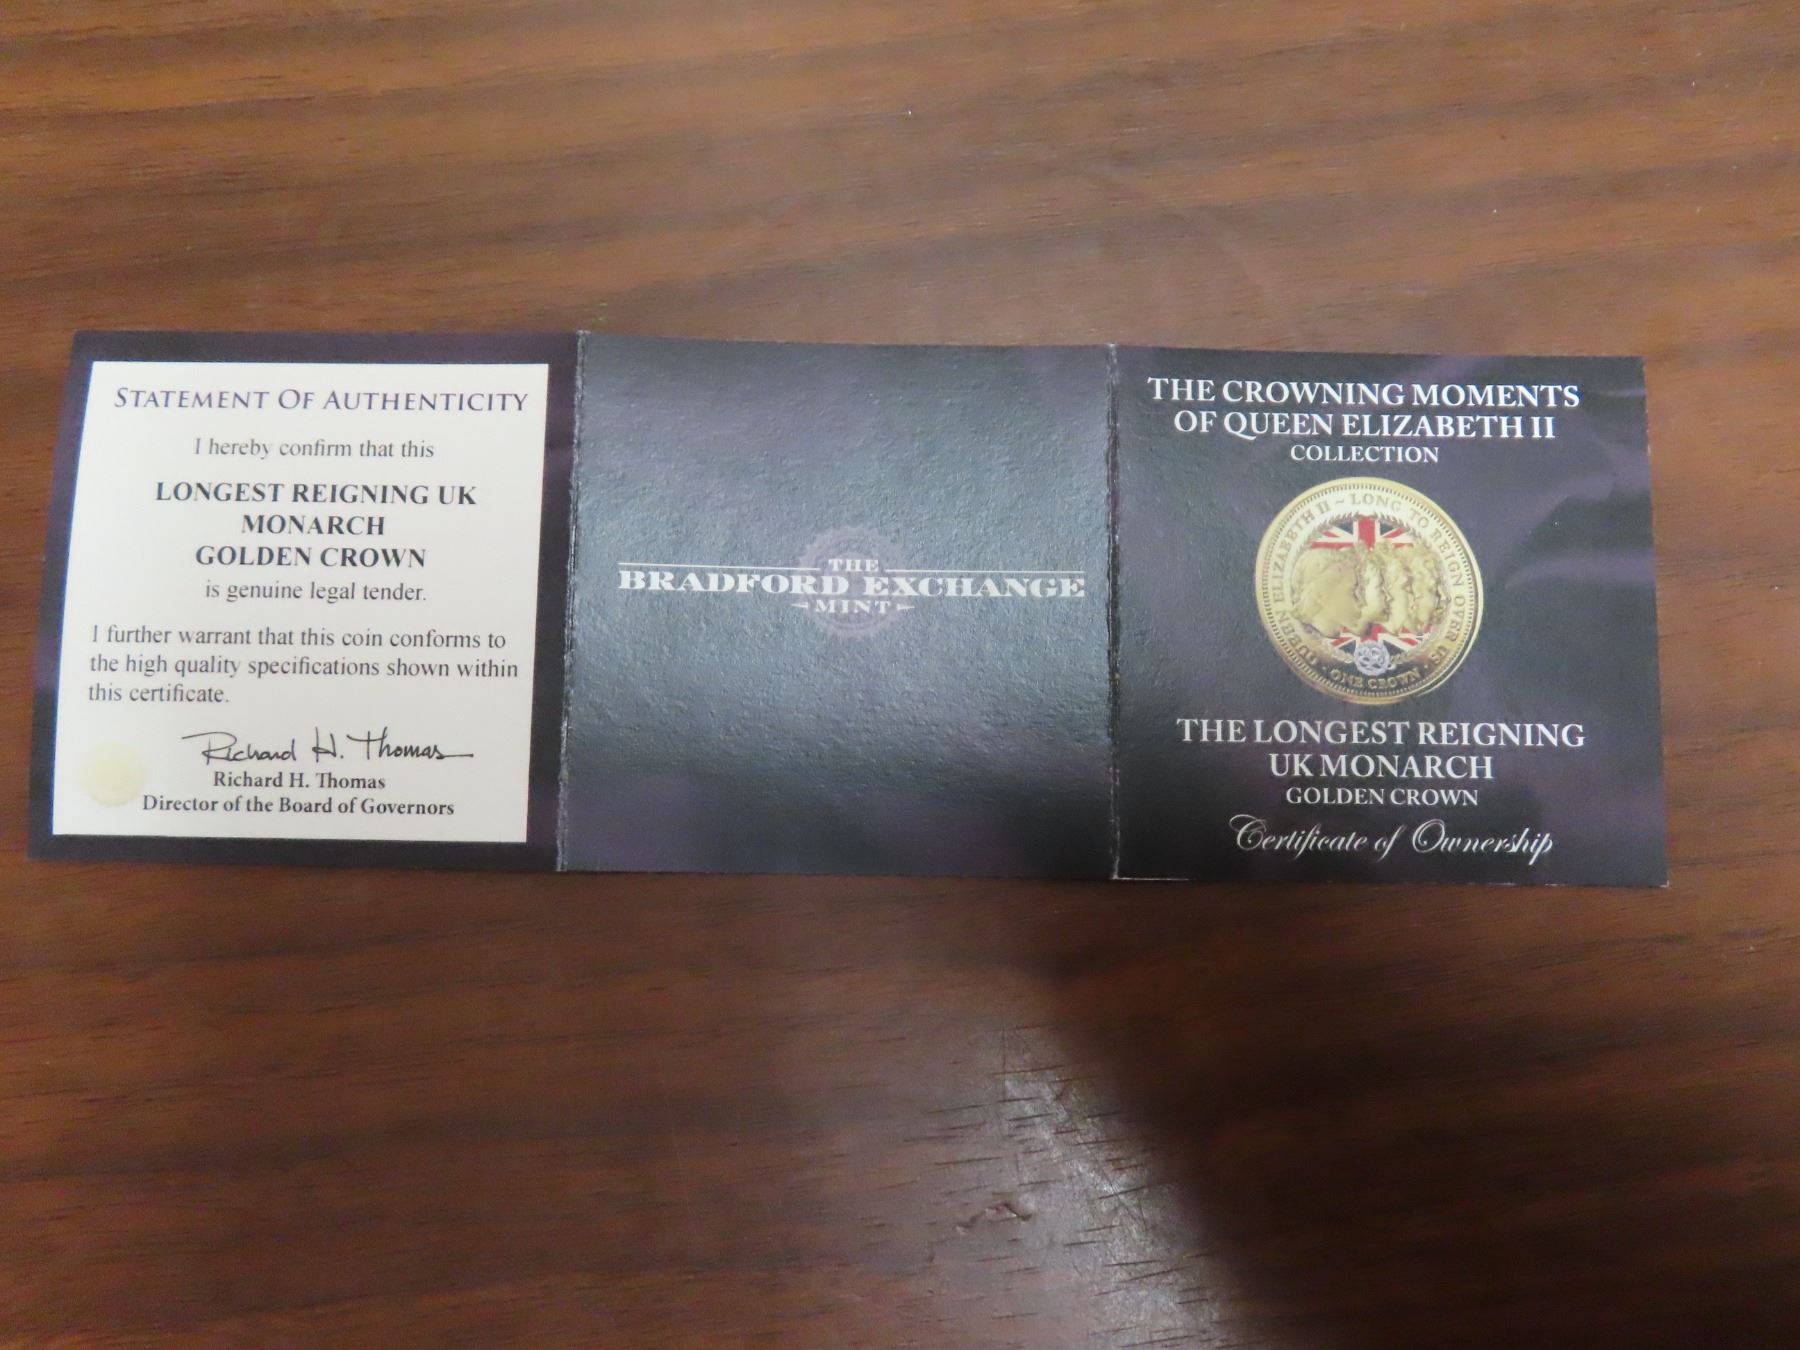 STATEMENT OF AUTHENTICITY
I hereby confirm that this
LONGEST REIGNING UK
MONARCH
GOLDEN CROWN
is genuine legal tender.
I further warrant that this coin conforms to
the high quality specifications shown within
this certificate.
Richard H. Thomas
Richard H. Thomas
Director of the Board of Governors
THE
BRADFORD EXCHANGE
MINT
THE CROWNING MOMENTS
OF QUEEN ELIZABETH II
COLLECTION
QUEEN ELIZABETH II ~ LONG TO REIGN OVER US
ONE CROWN
THE LONGEST REIGNING
UK MONARCH
GOLDEN CROWN
Certificate of Ownership